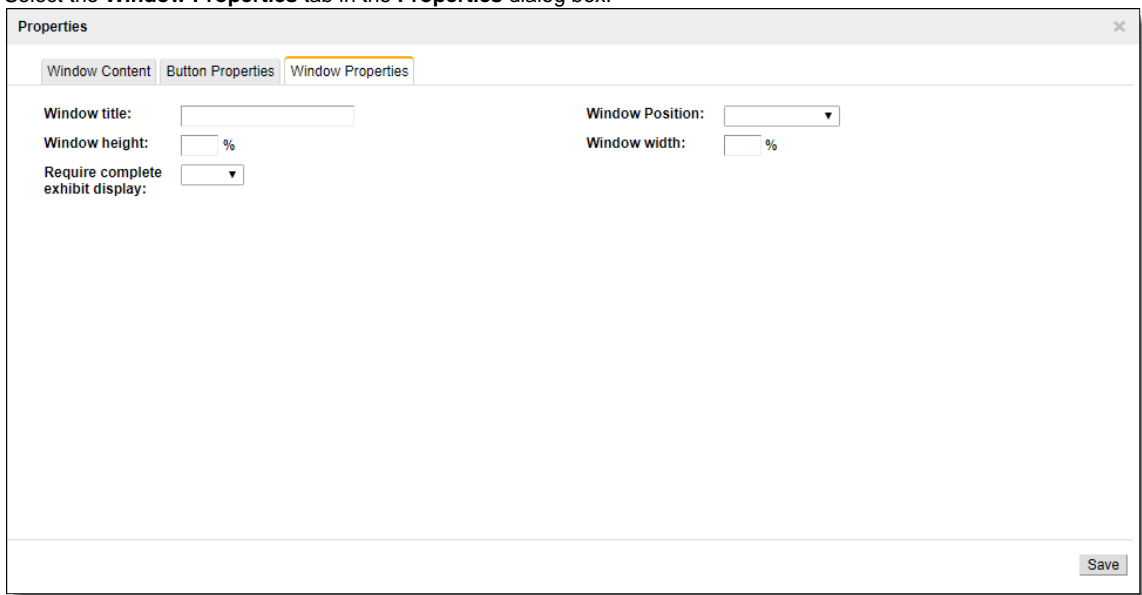 Select the Window Properties tab in the Properties dialog box.
Properties ×
Window Content Button Properties Window Properties
Window title: Window Position: ▼
Window height: % Window width: %
Require complete ▼
exhibit display:
Save